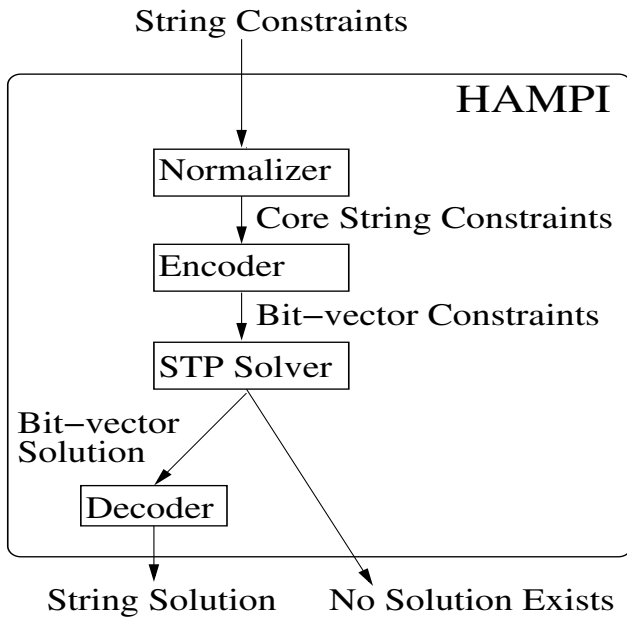 String Constraints
HAMPI
Normalizer
Core String Constraints
Encoder
Bit−vector Constraints
STP Solver
Bit−vector
Solution
Decoder
String Solution
No Solution Exists